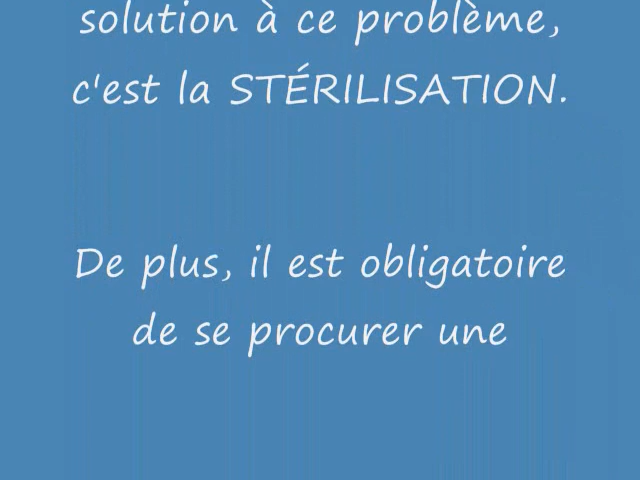 solution à ce problème,
c'est la STÉRILISATION.
De plus, il est obligatoire
de se procurer une